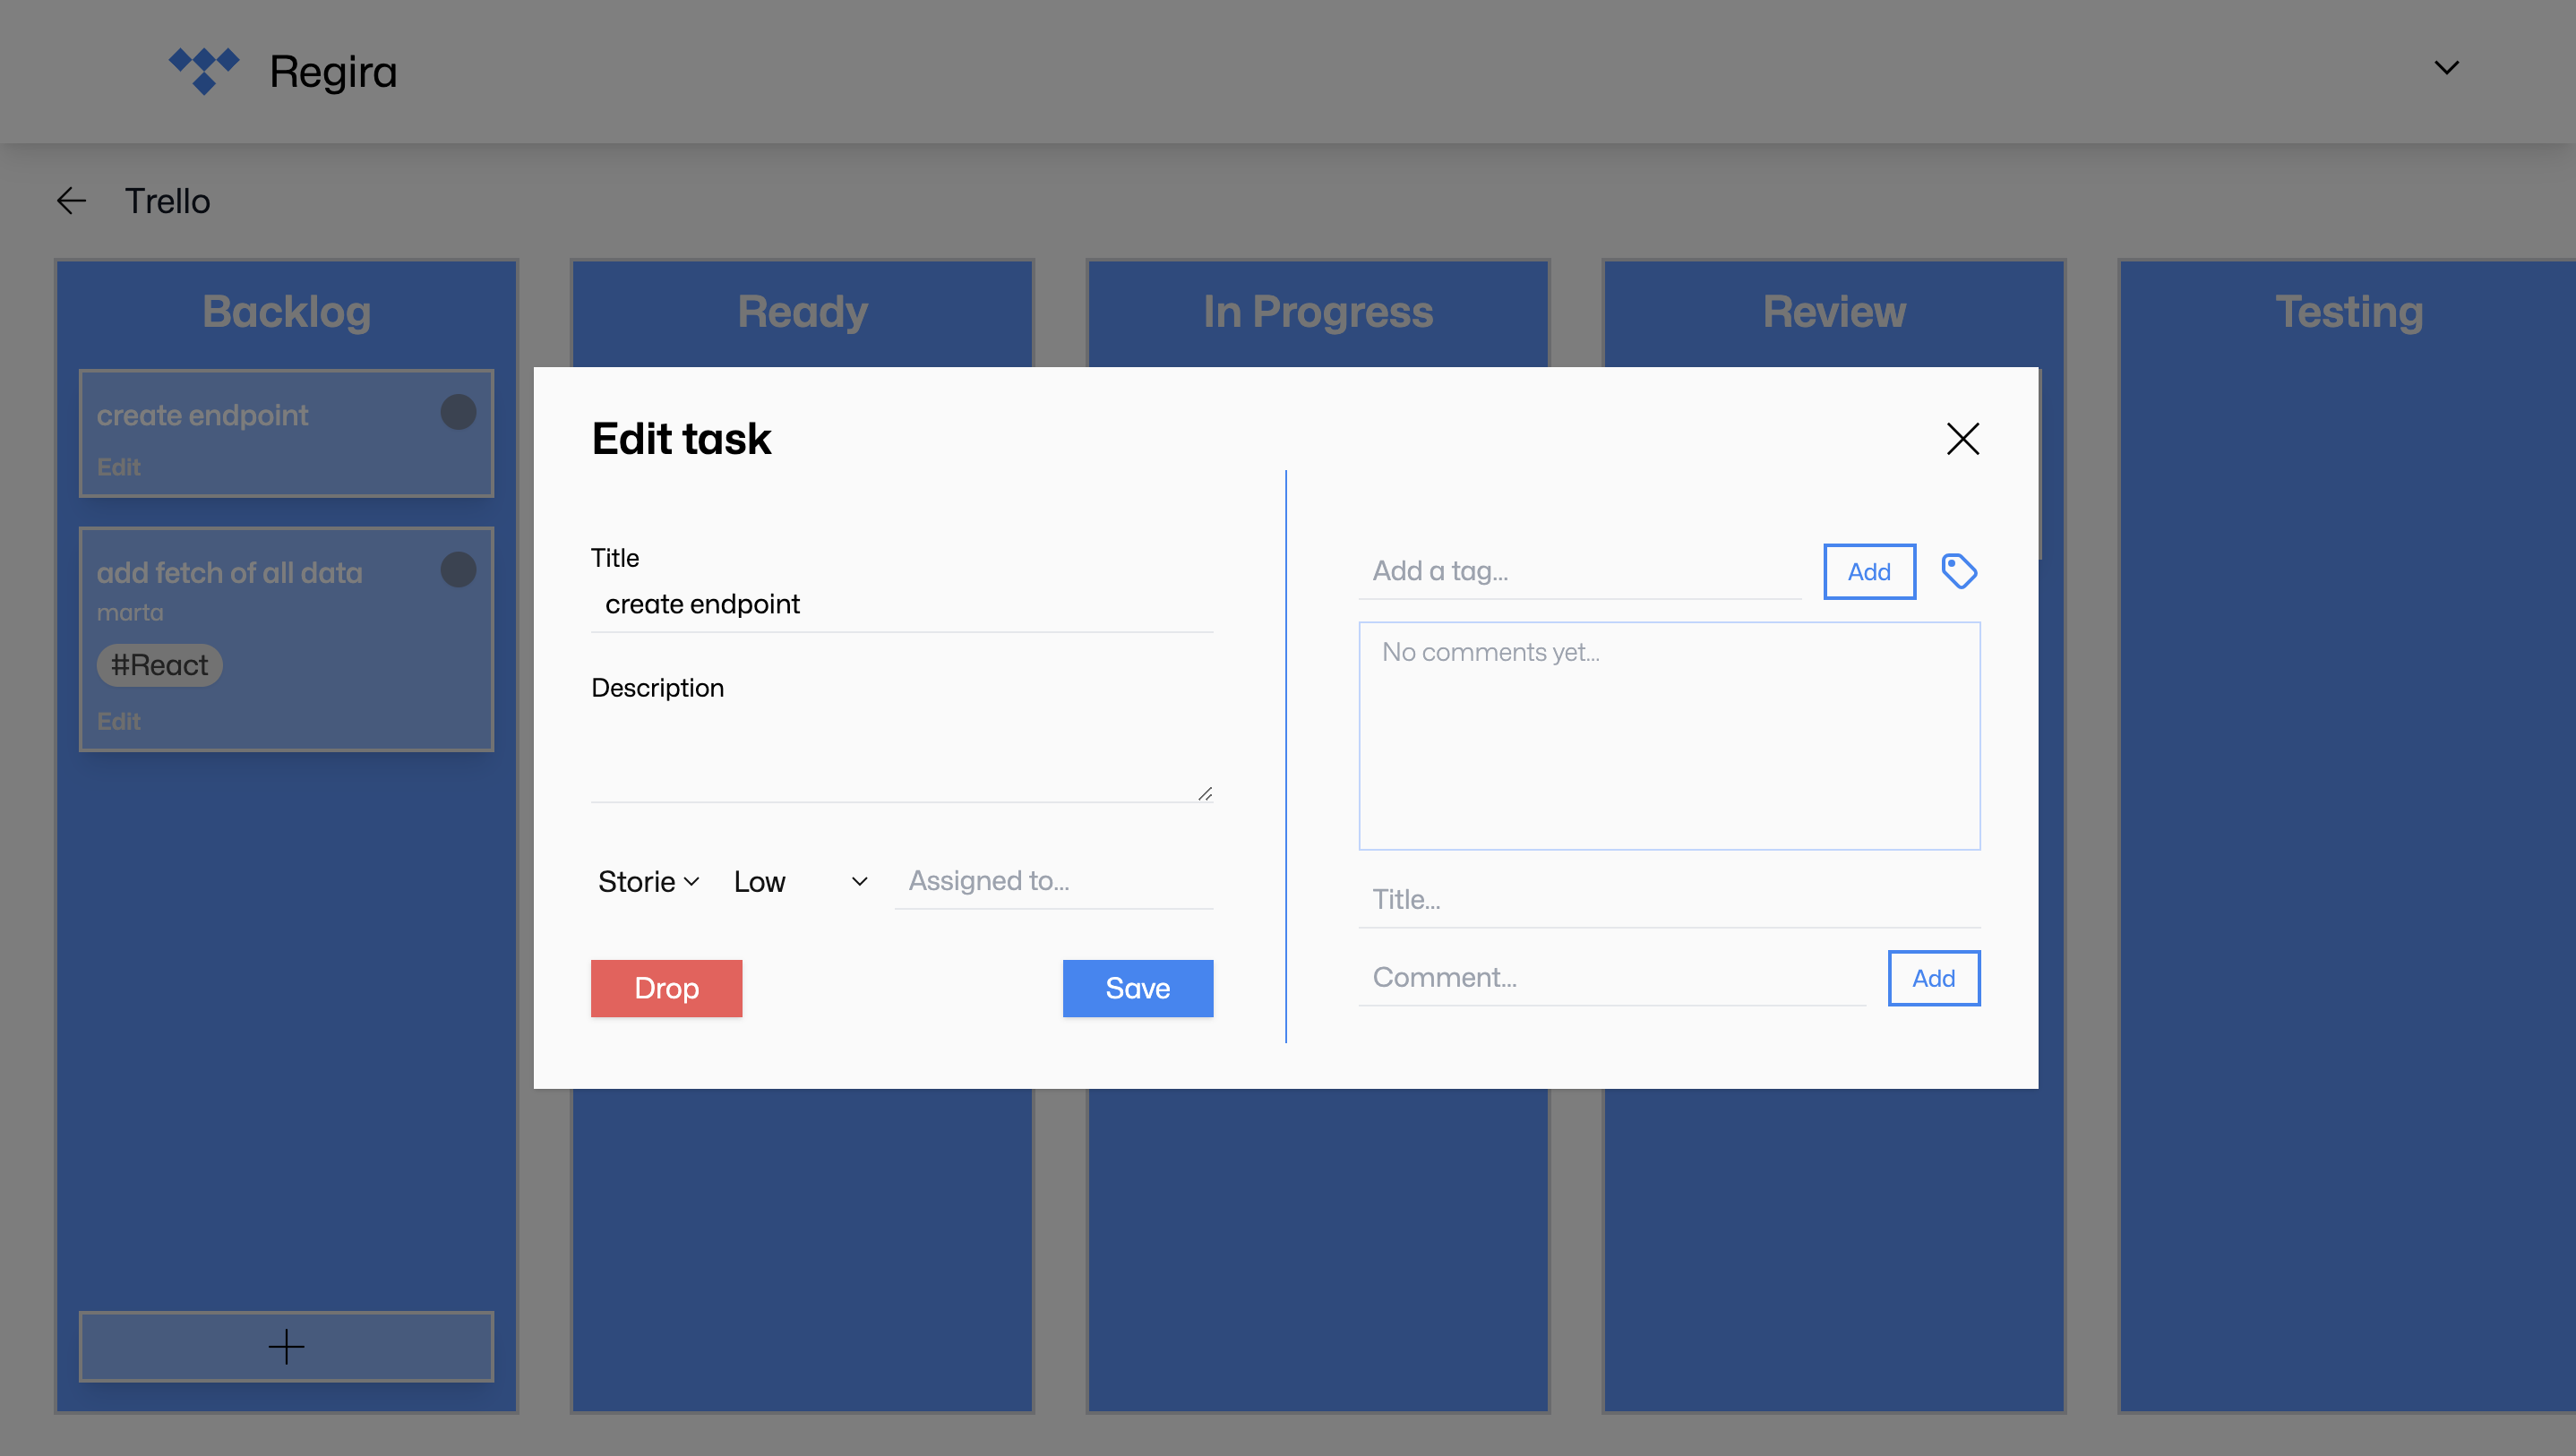 Regira
Trello
Backlog
Ready
In Progress
Review
Testing
create endpoint
Edit
add fetch of all data
marta
#React
Edit
Edit task
Title
create endpoint
Description
Storie
Low
Assigned to...
Drop
Save
Add a tag...
Add
No comments yet...
Title...
Comment...
Add